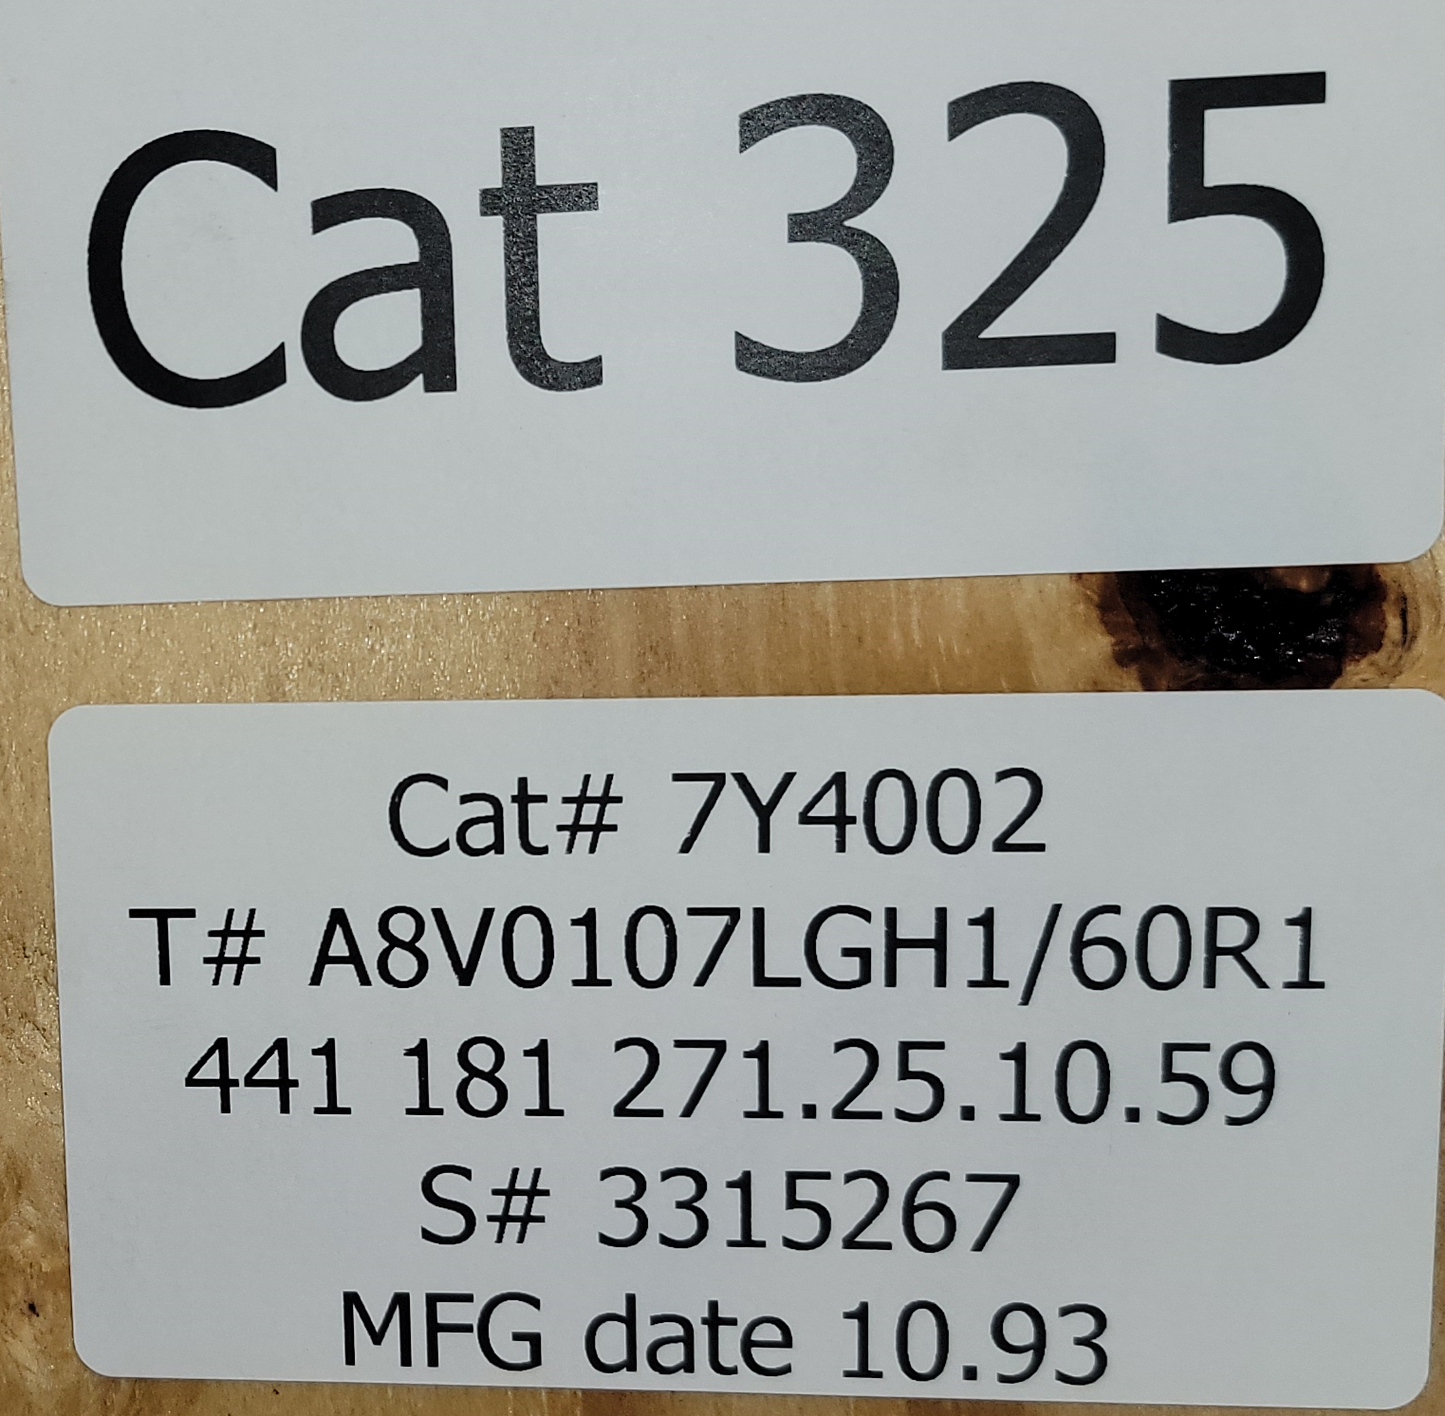 Cat 325
Cat# 7Y4002
T# A8V0107LGH1/60R1
441 181 271.25.10.59
S# 3315267
MFG date 10.93